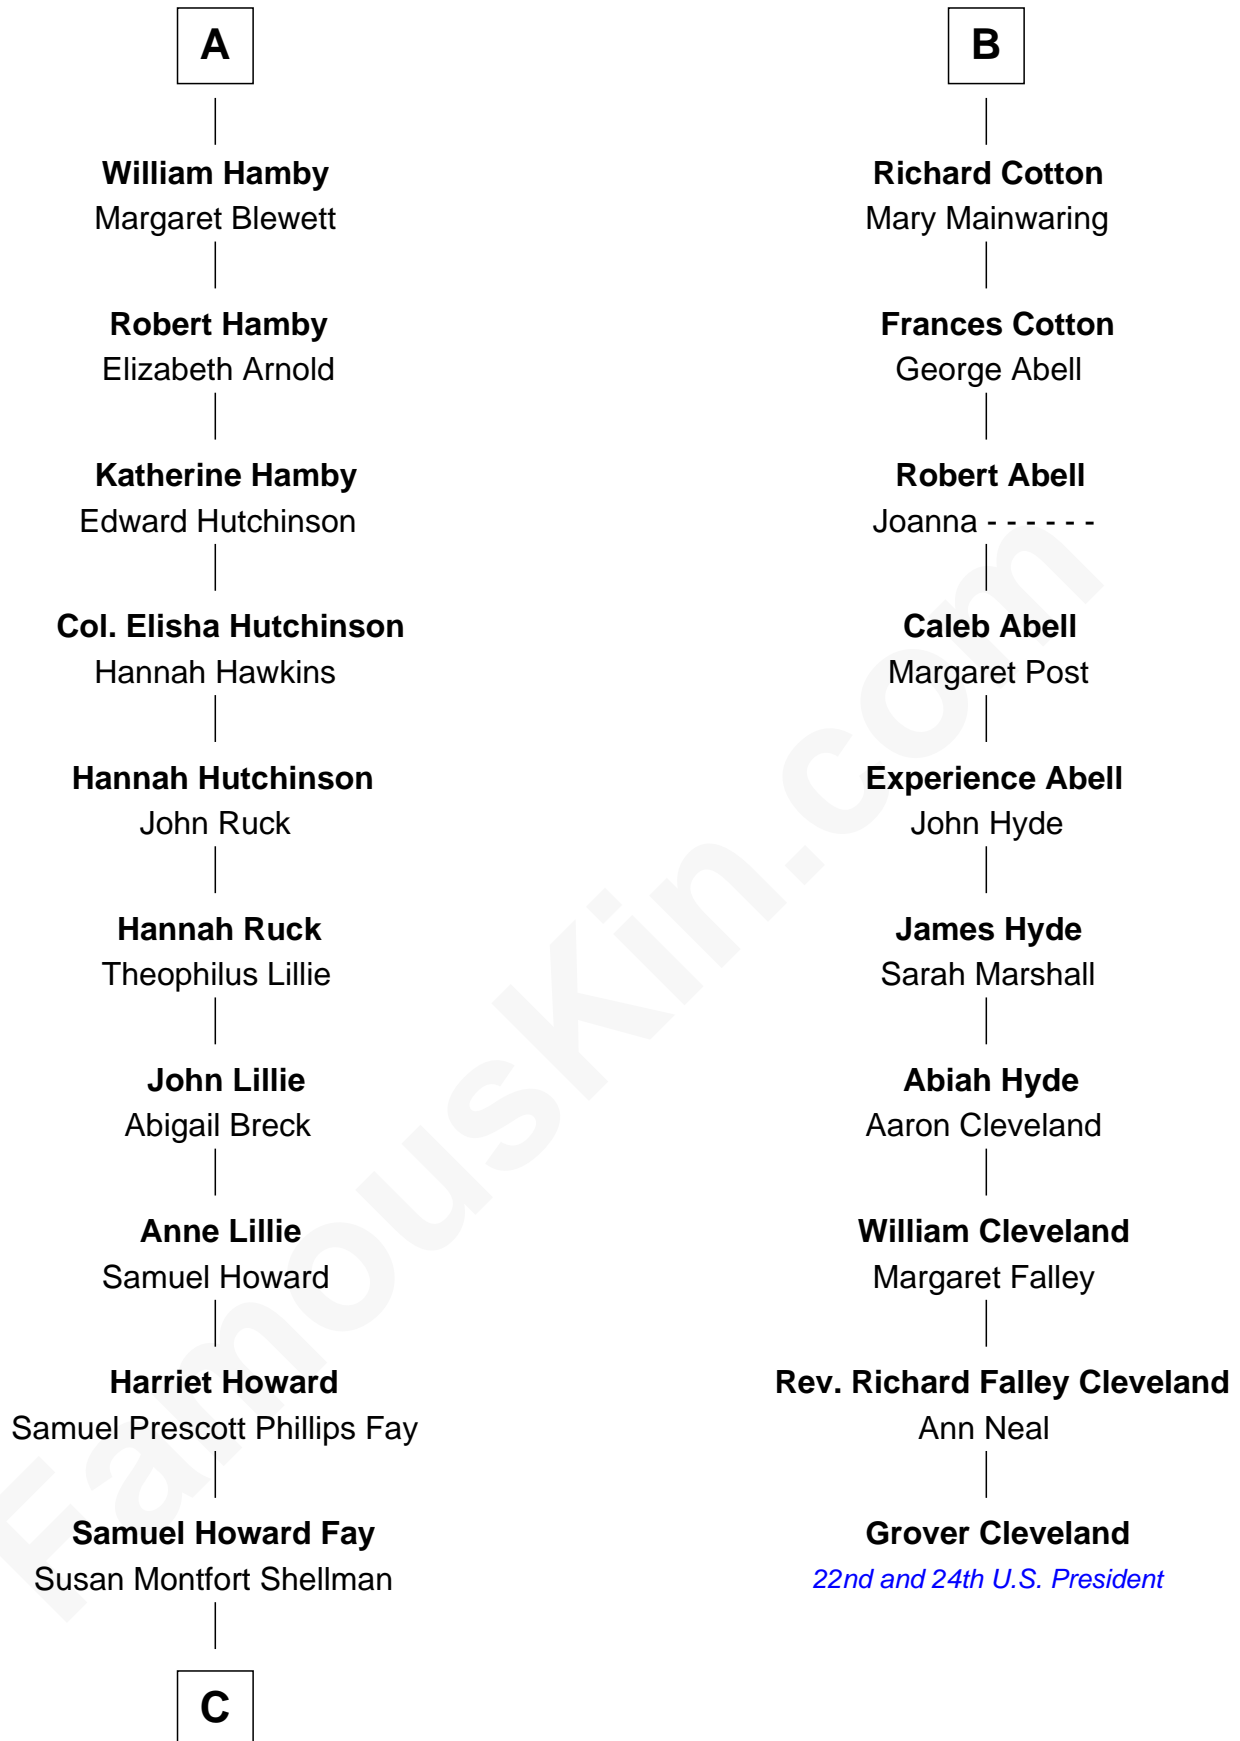 A
William Hamby
Margaret Blewett
Robert Hamby
Elizabeth Arnold
Katherine Hamby
Edward Hutchinson
Col. Elisha Hutchinson
Hannah Hawkins
Hannah Hutchinson
John Ruck
Hannah Ruck
Theophilus Lillie
John Lillie
Abigail Breck
Anne Lillie
Samuel Howard
Harriet Howard
Samuel Prescott Phillips Fay
Samuel Howard Fay
Susan Montfort Shellman
C
B
Richard Cotton
Mary Mainwaring
Frances Cotton
George Abell
Robert Abell
Joanna - - - - - -
Caleb Abell
Margaret Post
Experience Abell
John Hyde
James Hyde
Sarah Marshall
Abiah Hyde
Aaron Cleveland
William Cleveland
Margaret Falley
Rev. Richard Falley Cleveland
Ann Neal
Grover Cleveland
22nd and 24th U.S. President
FamousKin.com